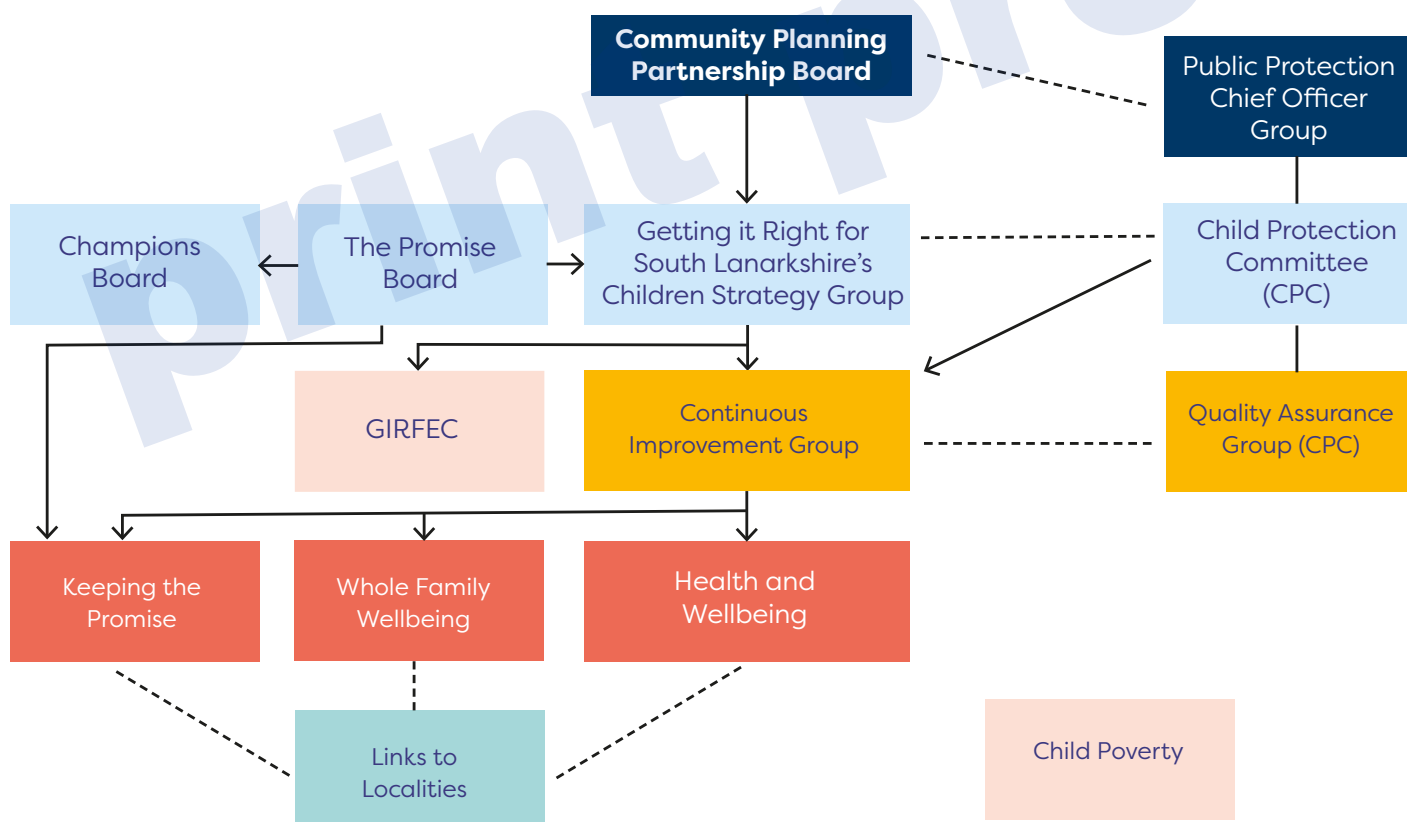 Community Planning
Partnership Board
Public Protection
Chief Officer
Group
Champions
Board
The Promise
Board
Getting it Right for
South Lanarkshire's
Children Strategy Group
Child Protection
Committee
(CPC)
GIRFEC
Continuous
Improvement Group
Quality Assurance
Group (CPC)
Keeping the
Promise
Whole Family
Wellbeing
Health and
Wellbeing
Links to
Localities
Child Poverty
print pro